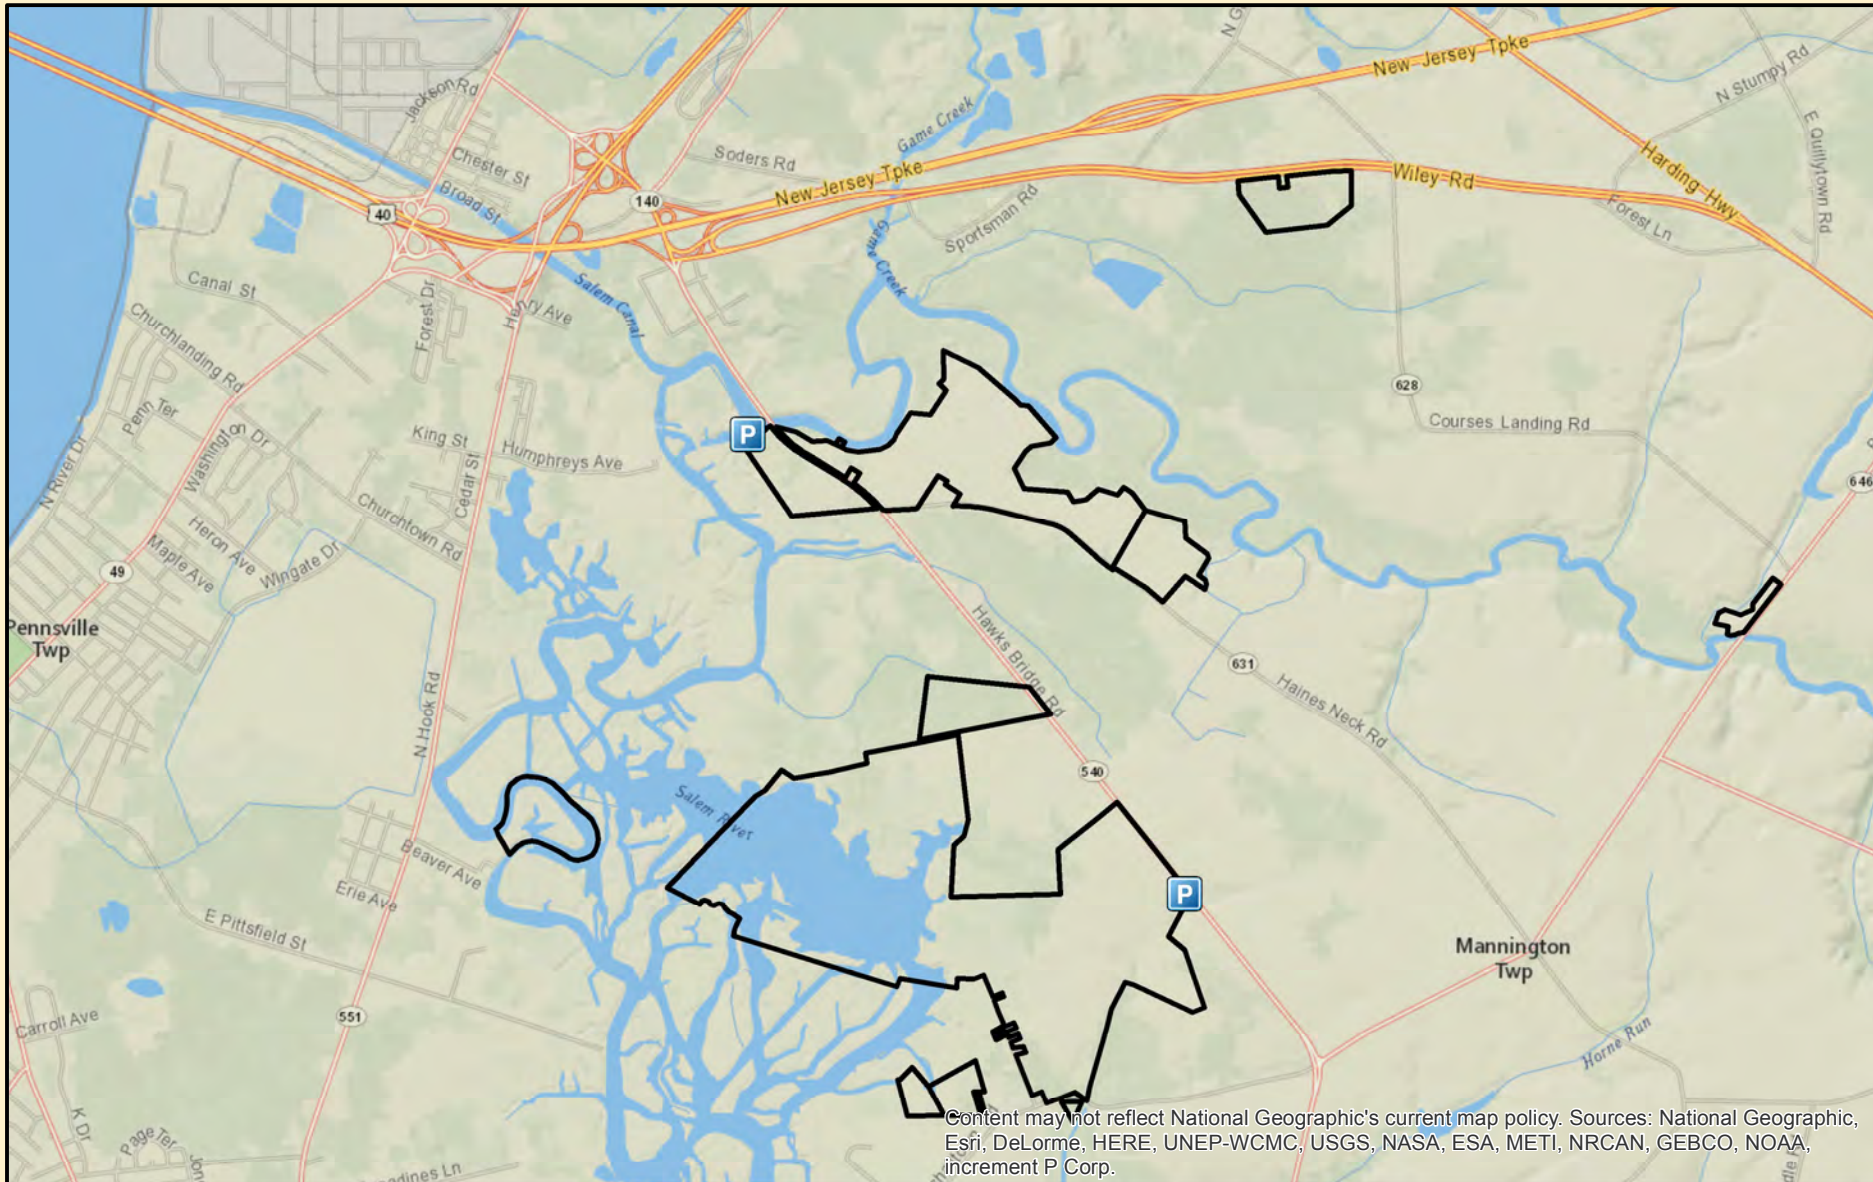 New Jersey Tpke
N Stumpy Rd
E Quillytown Rd
Jackson Rd
Game Creek
Chester St
Soders Rd
Harding Hwy
Broad St
New Jersey Tpke
Wiley Rd
140
40
Sportsman Rd
Forest Ln
Game Creek
Canal St
Salem Canal
Henry Ave
Forest Dr
Churchlanding Rd
628
Courses Landing Rd
Penn Ter
Washington Dr
King St
Humphreys Ave
P
N River Dr
Cedar St
646
Churchtown Rd
Heron Ave
Maple Ave
Wingate Dr
49
Pennsville
Twp
Hawks Bridge Rd
631
Haines Neck Rd
N Hook Rd
540
Salem River
Beaver Ave
Erie Ave
P
E Pittsfield St
Mannington
Twp
551
Carroll Ave
Horne Run
K Dr
Page Ter
Content may not reflect National Geographic's current map policy. Sources: National Geographic,
Esri, DeLorme, HERE, UNEP-WCMC, USGS, NASA, ESA, METI, NRCAN, GEBCO, NOAA,
increment P Corp.